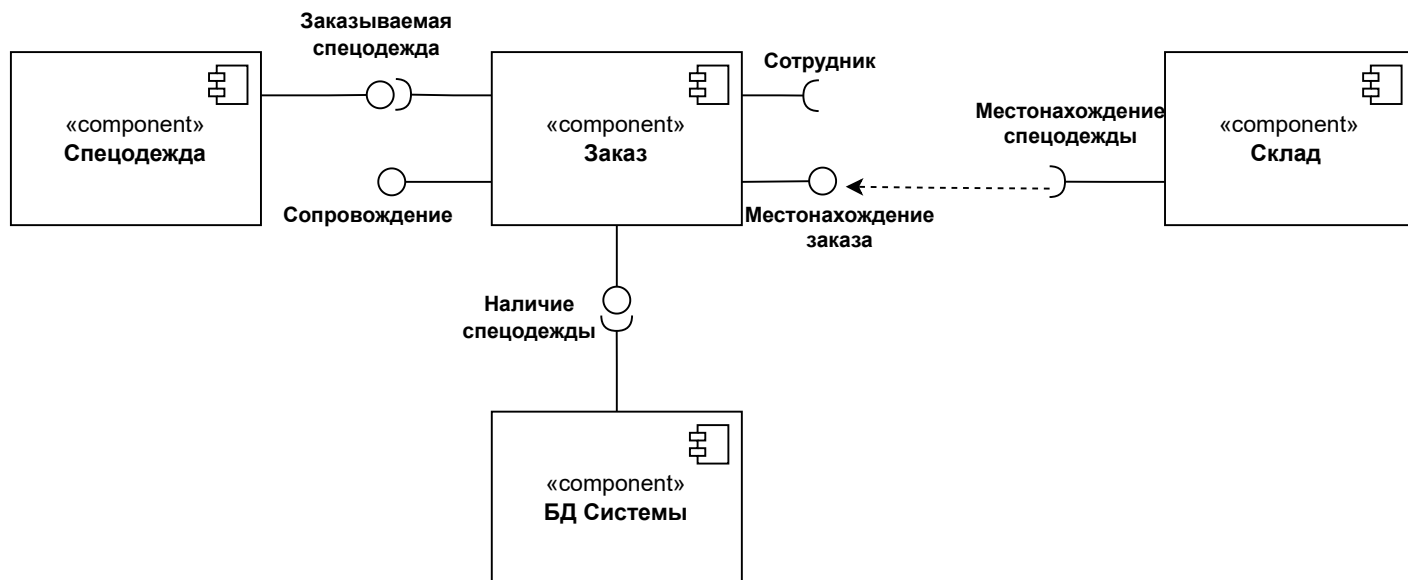 Заказываемая
спецодежда
«component»
Спецодежда
Сопровождение
«component»
Заказ
Сотрудник
Местонахождение
заказа
Местонахождение
спецодежды
«component»
Склад
Наличие
спецодежды
«component»
БД Системы